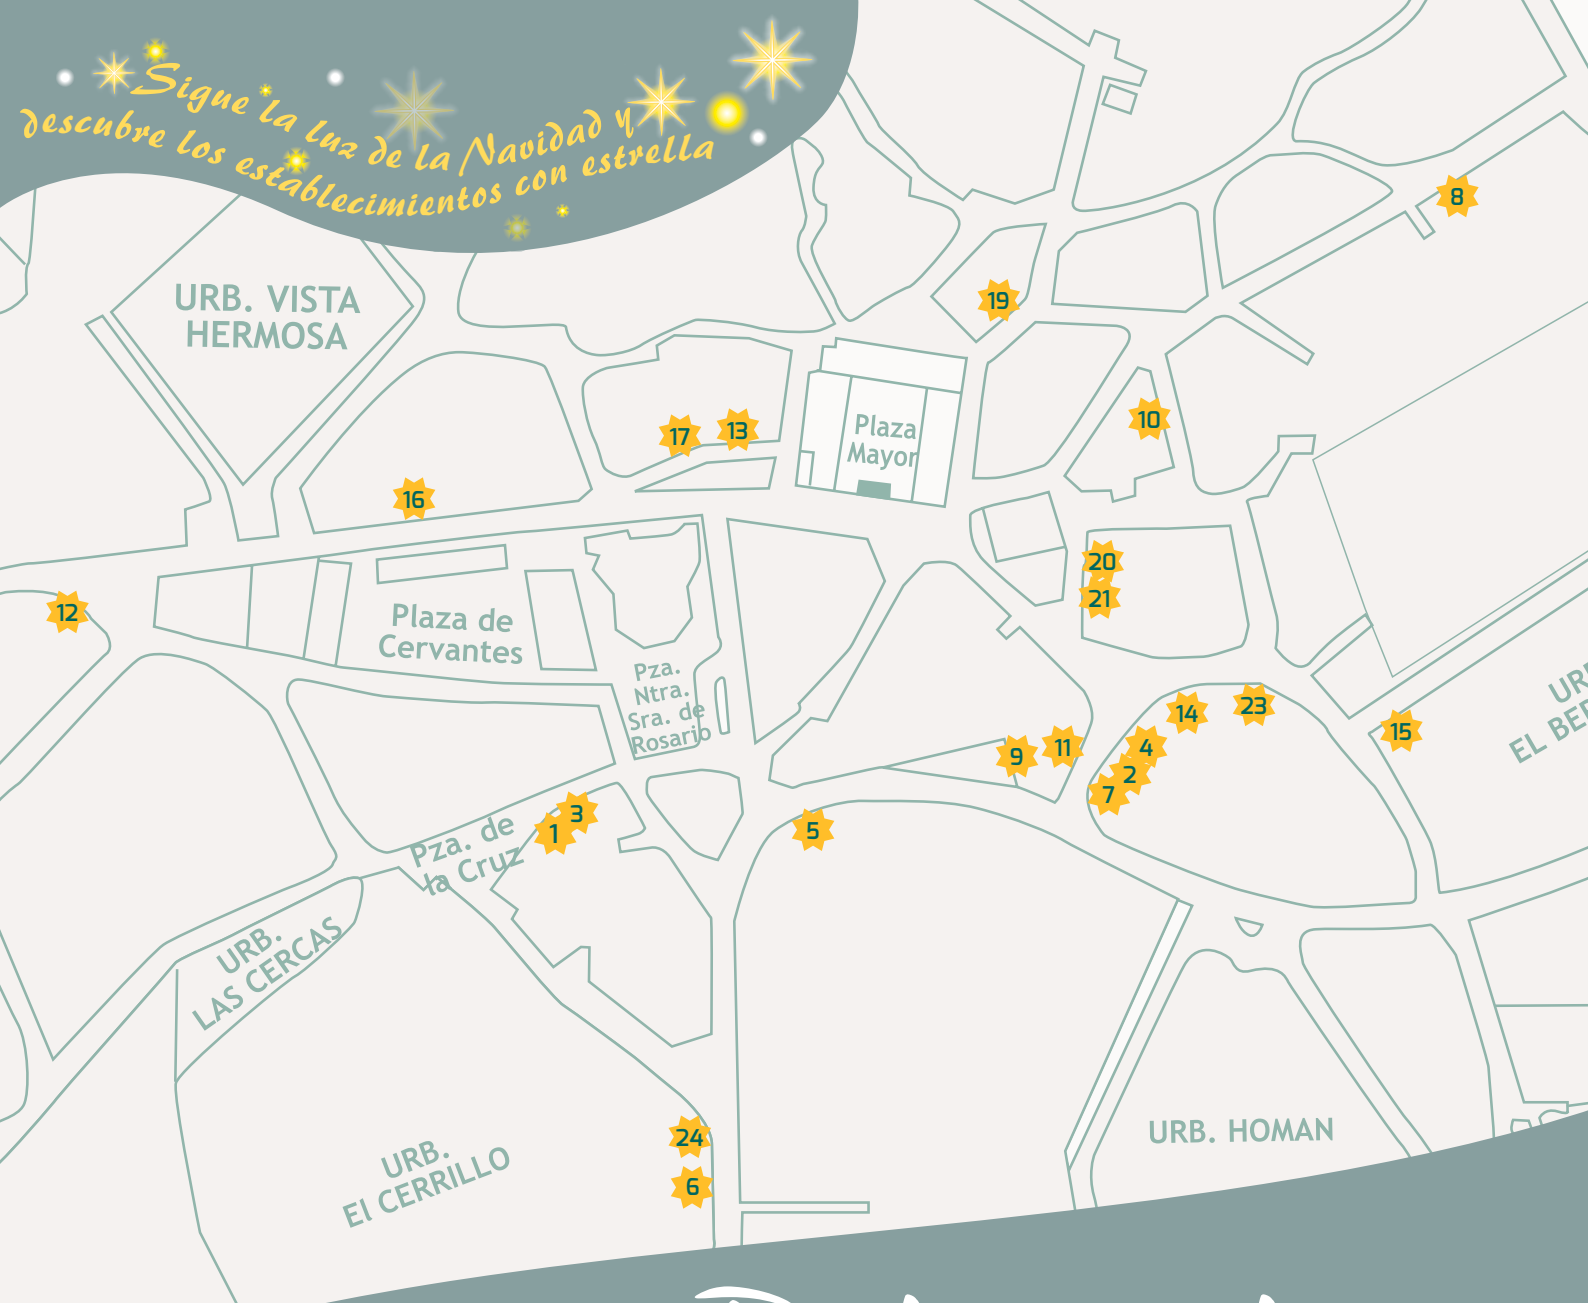 Sigue la luz de la Navidad y
descubre los establecimientos con estrella
8
URB. VISTA
HERMOSA
19
17
13
Plaza
Mayor
10
16
20
21
12
Plaza de
Cervantes
Pza.
Ntra.
Sra. de
Rosario
14
23
15
URB
EL BER
9
11
4
2
7
3
1
5
Pza. de
la Cruz
URB.
LAS CERCAS
24
6
URB.
El CERRILLO
URB. HOMAN